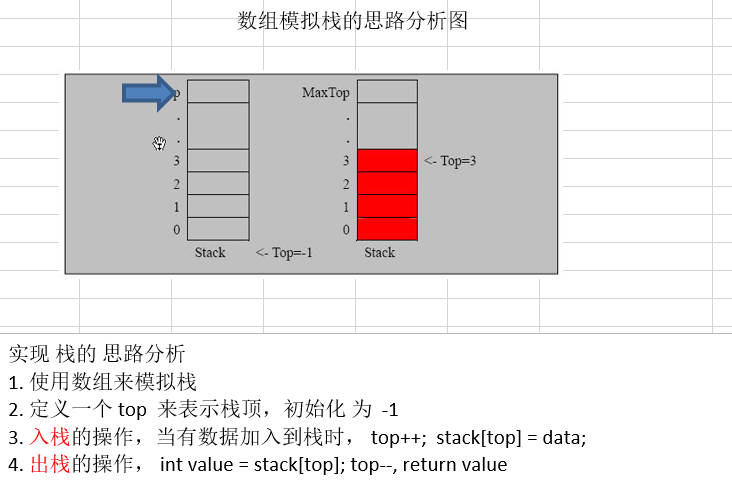 数组模拟栈的思路分析图
p MaxTop
. .
. .
3 3 <- Top=3
2 2
1 1
0 0
Stack <- Top=-1 Stack
实现 栈的 思路分析
1. 使用数组来模拟栈
2. 定义一个 top 来表示栈顶，初始化 为 -1
3. 入栈的操作，当有数据加入到栈时， top++; stack[top] = data;
4. 出栈的操作， int value = stack[top]; top--, return value